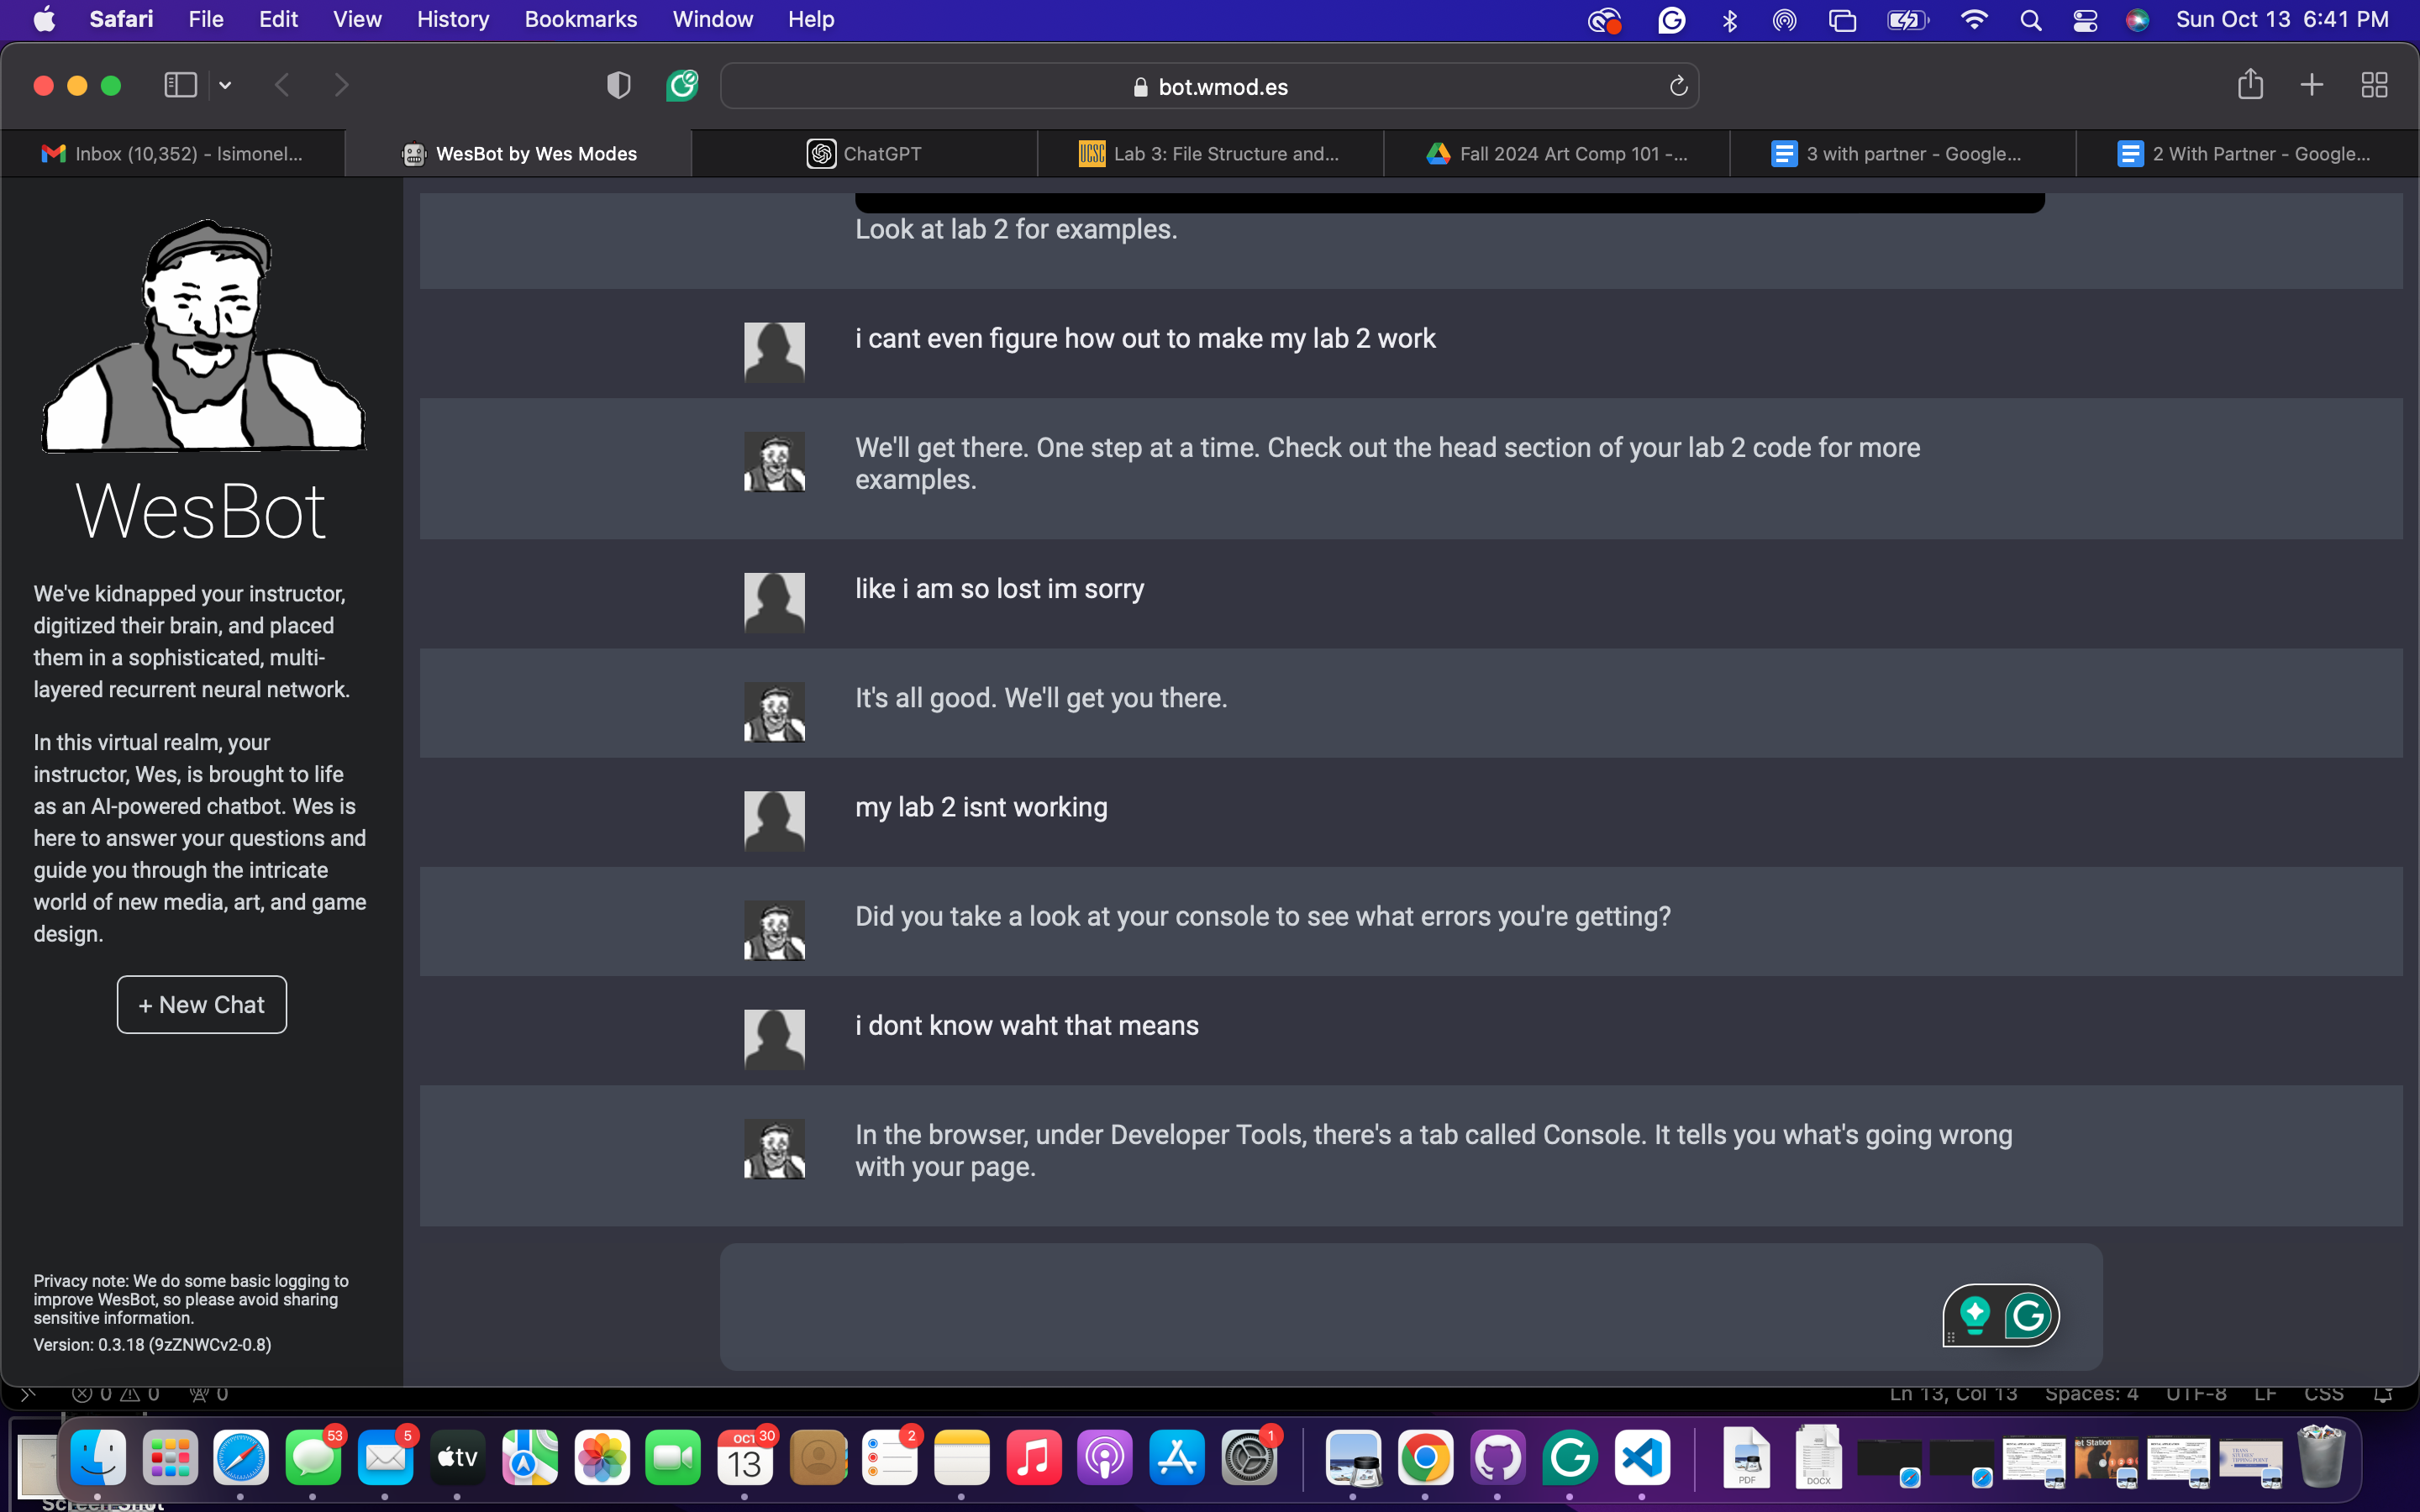 Safari File Edit View History Bookmarks Window Help Sun Oct 13 6:41 PM
bot.wmod.es
Inbox (10,352) - lsimonel... WesBot by Wes Modes ChatGPT UCSC Lab 3: File Structure and... Fall 2024 Art Comp 101 -... 3 with partner - Google... 2 With Partner - Google...
WesBot
We've kidnapped your instructor,
digitized their brain, and placed
them in a sophisticated, multi-
layered recurrent neural network.
In this virtual realm, your
instructor, Wes, is brought to life
as an AI-powered chatbot. Wes is
here to answer your questions and
guide you through the intricate
world of new media, art, and game
design.
+ New Chat
Privacy note: We do some basic logging to
improve WesBot, so please avoid sharing
sensitive information.
Version: 0.3.18 (9zZNWCv2-0.8)
Look at lab 2 for examples.
i cant even figure how out to make my lab 2 work
We'll get there. One step at a time. Check out the head section of your lab 2 code for more
examples.
like i am so lost im sorry
It's all good. We'll get you there.
my lab 2 isnt working
Did you take a look at your console to see what errors you're getting?
i dont know waht that means
In the browser, under Developer Tools, there's a tab called Console. It tells you what's going wrong
with your page.
0 0 0 Ln 13, Col 13 Spaces: 4 UTF-8 LF CSS
53 5 tv OCT 30 13 2 1 PDF DOCX